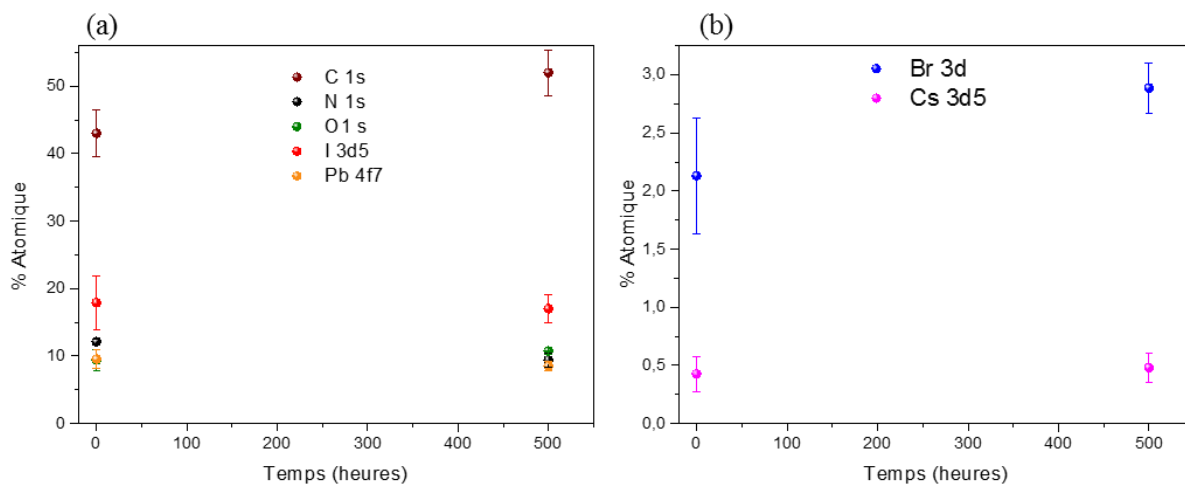 (a)
C 1s
N 1s
O1 s
I 3d5
Pb 4f7
% Atomique
50
40
30
20
10
0
0 100 200 300 400 500
Temps (heures)
(b)
Br 3d
Cs 3d5
% Atomique
3,0
2,5
2,0
1,5
1,0
0,5
0,0
0 100 200 300 400 500
Temps (heures)